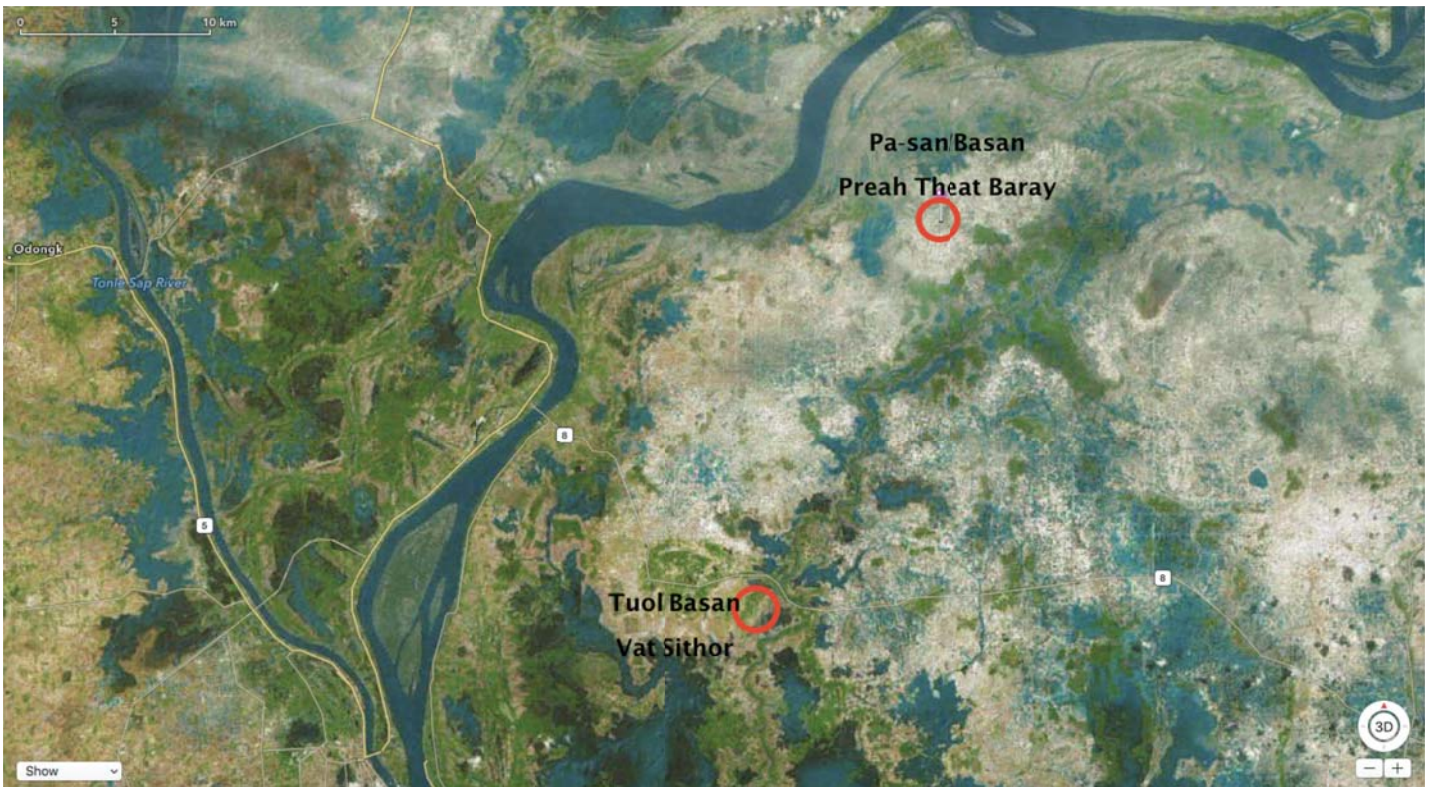 0 5 10 km
Pa-san/Basan
Preah Theat Baray
Odongk
Tonle Sap River
8
5
8
Tuol Basan
Vat Sithor
3D
Show
− +